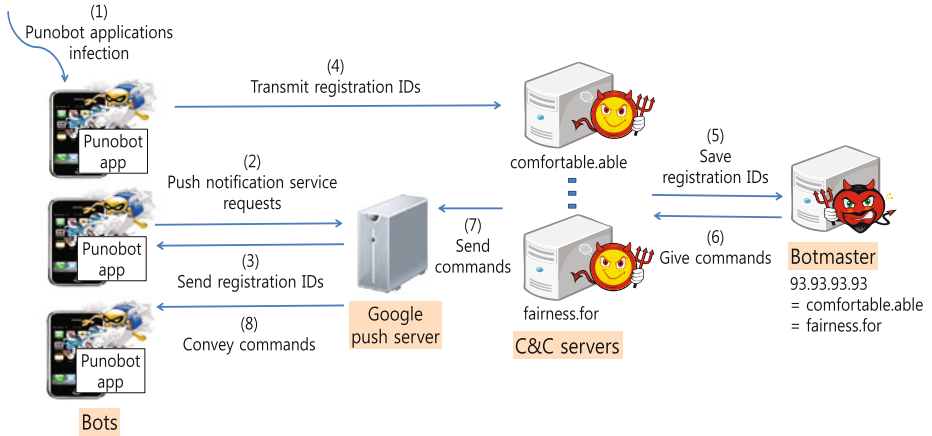 (1)
Punobot applications
infection
Punobot
app
(4)
Transmit registration IDs
comfortable.able
(2)
Push notification service
requests
Punobot
app
(3)
Send registration IDs
(5)
Save
registration IDs
(7)
Send
commands
(6)
Give commands
Botmaster
93.93.93.93
= comfortable.able
= fairness.for
Google
push server
fairness.for
C&C servers
(8)
Convey commands
Punobot
app
Bots